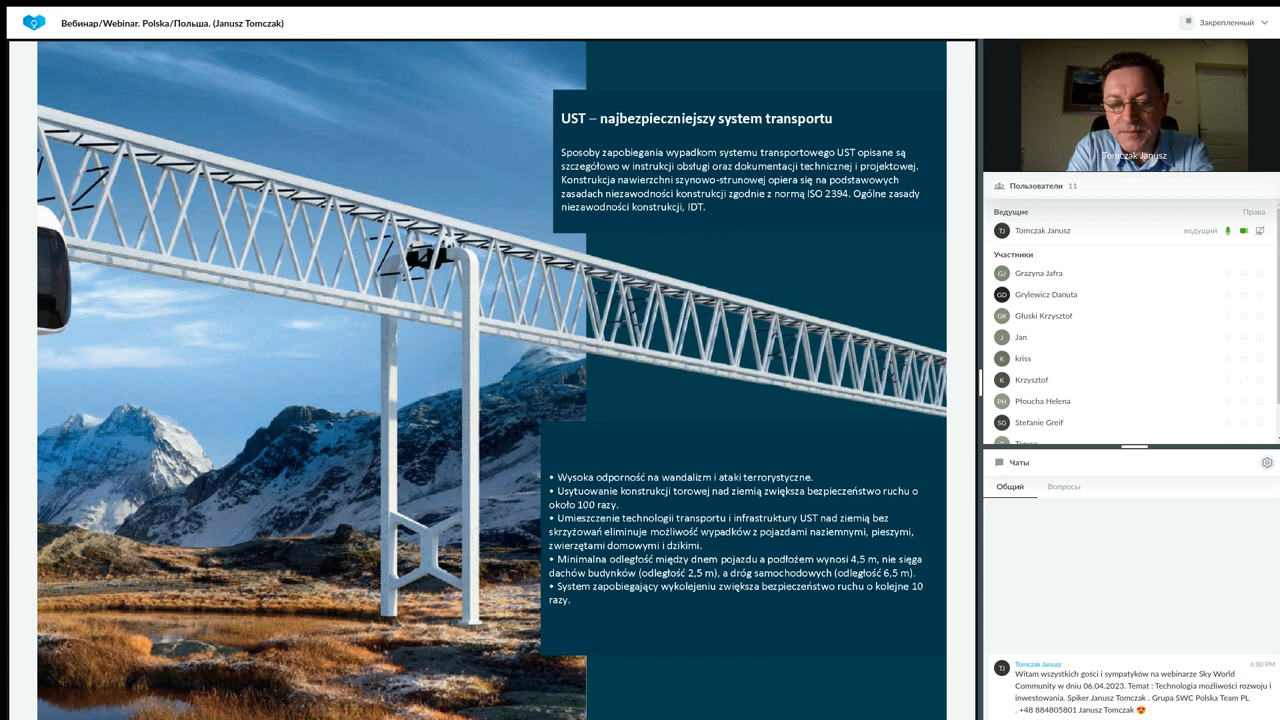 Вебинар/Webinar. Polska/Польша. (Janusz Tomczak)
Закрепленный
UST – najbezpieczniejszy system transportu
Sposoby zapobiegania wypadkom systemu transportowego UST opisane są
szczegółowo w instrukcji obsługi oraz dokumentacji technicznej i projektowej.
Konstrukcja nawierzchni szynowo-strunowej opiera się na podstawowych
zasadach niezawodności konstrukcji zgodnie z normą ISO 2394. Ogólne zasady
niezawodności konstrukcji, IDT.
• Wysoka odporność na wandalizm i ataki terrorystyczne.
• Usytuowanie konstrukcji torowej nad ziemią zwiększa bezpieczeństwo ruchu o
około 100 razy.
• Umieszczenie technologii transportu i infrastruktury UST nad ziemią bez
skrzyżowań eliminuje możliwość wypadków z pojazdami naziemnymi, pieszymi,
zwierzętami domowymi i dzikimi.
• Minimalna odległość między dnem pojazdu a podłożem wynosi 4,5 m, nie sięga
dachów budynków (odległość 2,5 m), a dróg samochodowych (odległość 6,5 m).
• System zapobiegający wykolejeniu zwiększa bezpieczeństwo ruchu o kolejne 10
razy.
Tomczak Janusz
Пользователи 11
Ведущие Права
TJ Tomczak Janusz ведущий
Участники
GJ Grazyna Jafra
GD Grylewicz Danuta
GK Głuski Krzysztof
J Jan
K kriss
K Krzysztof
PH Płoucha Helena
SG Stefanie Greif
Чаты
Общий Вопросы
TJ Tomczak Janusz 6:00 PM
Witam wszystkich gości i sympatyków na webinarze Sky World
Community w dniu 06.04.2023. Temat : Technologia możliwości rozwoju i
inwestowania. Spiker Janusz Tomczak . Grupa SWC Polska Team PL
. +48 884805801 Janusz Tomczak 😍